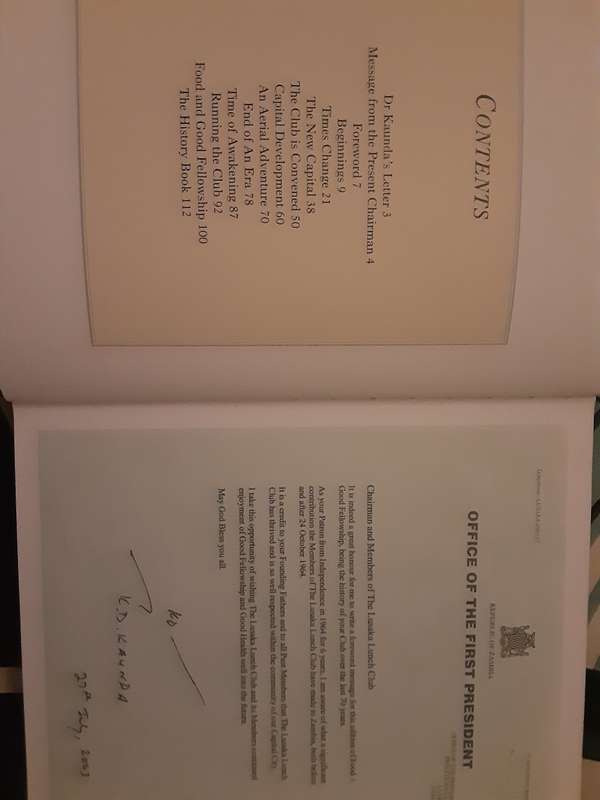 CONTENTS
Dr Kaunda's Letter 3
Message from the Present Chairman 4
Foreword 7
Beginnings 9
Times Change 21
The New Capital 38
The Club is Convened 50
Capital Development 60
An Aerial Adventure 70
End of An Era 78
Time of Awakening 87
Running the Club 92
Food and Good Fellowship 100
The History Book 112
REPUBLIC OF ZAMBIA
OFFICE OF THE FIRST PRESIDENT
Chairman and Members of The Lusaka Lunch Club
It is indeed a great honour for me to write a foreword message for this edition of Food
Good Fellowship, being the history of your Club over the last 70 years.
As your Patron from Independence in 1964 for 6 years, I am aware of what a significant
contribution the Members of The Lusaka Lunch Club have made to Zambia, both before
and after 24 October 1964.
It is a credit to your Founding Fathers and to all Past Members that The Lusaka Lunch
Club has thrived and is so well respected within the community of our Capital City.
I take this opportunity of wishing The Lusaka Lunch Club and its Members continued
enjoyment of Good Fellowship and Good Health well into the future.
May God Bless you all.
KD
K.D. KAUNDA
27th July, 2003